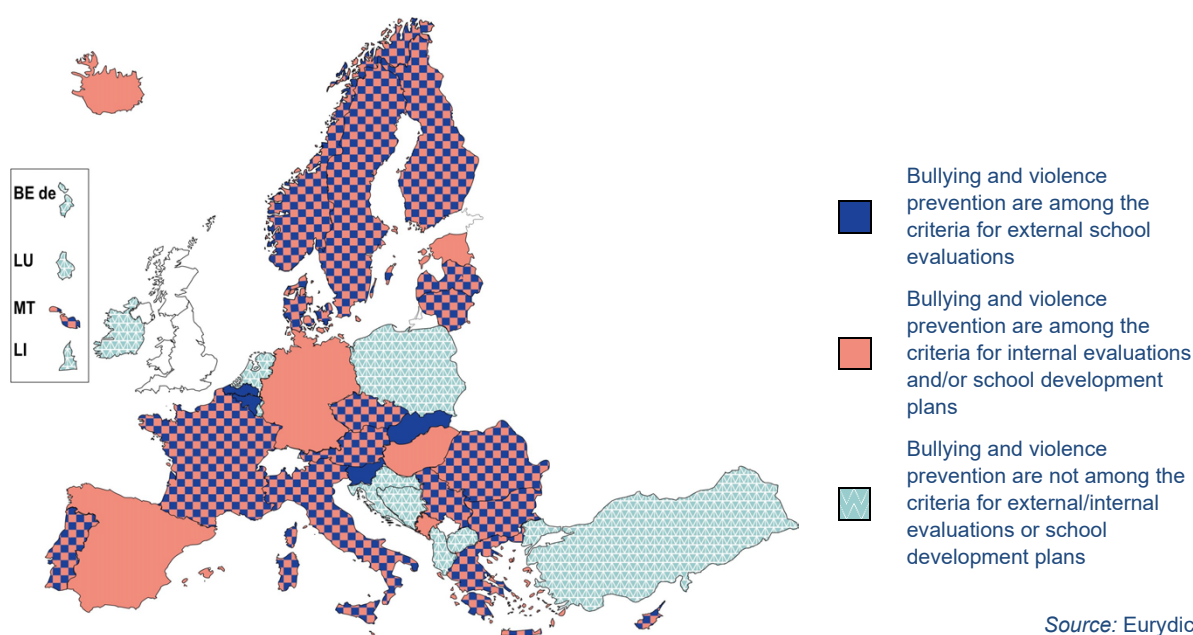 BE de
LU
MT
LI
Bullying and violence
prevention are among the
criteria for external school
evaluations
Bullying and violence
prevention are among the
criteria for internal evaluations
and/or school development
plans
Bullying and violence
prevention are not among the
criteria for external/internal
evaluations or school
development plans
Source: Eurydic